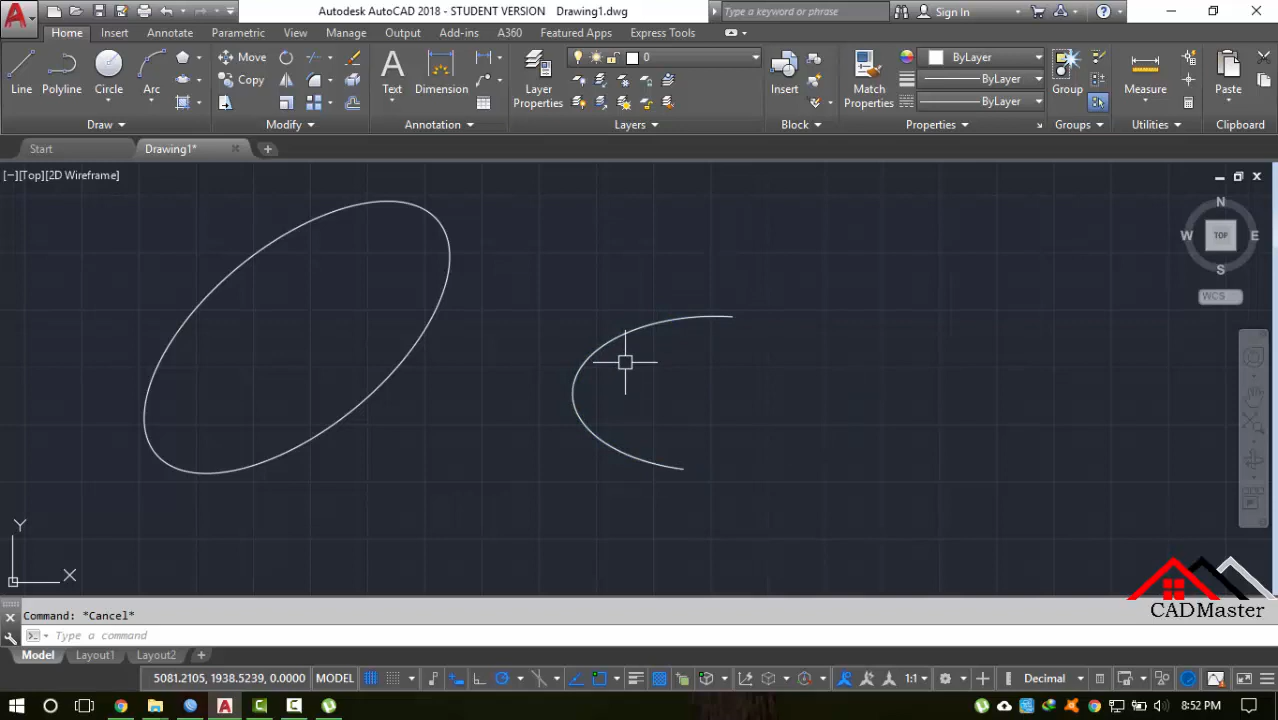 Autodesk AutoCAD 2018 - STUDENT VERSION Drawing1.dwg
Type a keyword or phrase
Sign In
Home Insert Annotate Parametric View Manage Output Add-ins A360 Featured Apps Express Tools
Line Polyline Circle Arc
Move
Copy
Text Dimension
Layer Properties
0
Insert
Match Properties
ByLayer
ByLayer
ByLayer
Group
Measure
Paste
Draw Modify Annotation Layers Block Properties Groups Utilities Clipboard
Start Drawing1*
[−][Top][2D Wireframe]
N
W TOP E
S
WCS
Y
X
CADMaster
Command: *Cancel*
Type a command
Model Layout1 Layout2
5081.2105, 1938.5239, 0.0000 MODEL 1:1 Decimal
8:52 PM